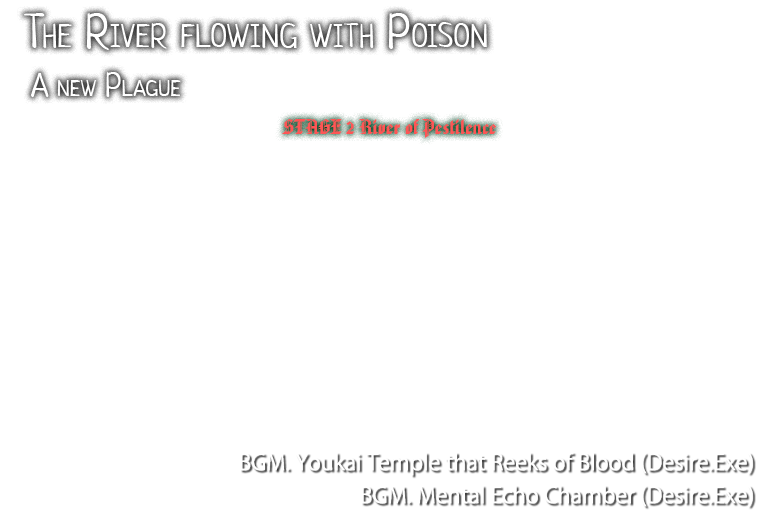 The River flowing with Poison
A new Plague
STAGE 2 River of Pestilence
BGM. Youkai Temple that Reeks of Blood (Desire.Exe)
BGM. Mental Echo Chamber (Desire.Exe)